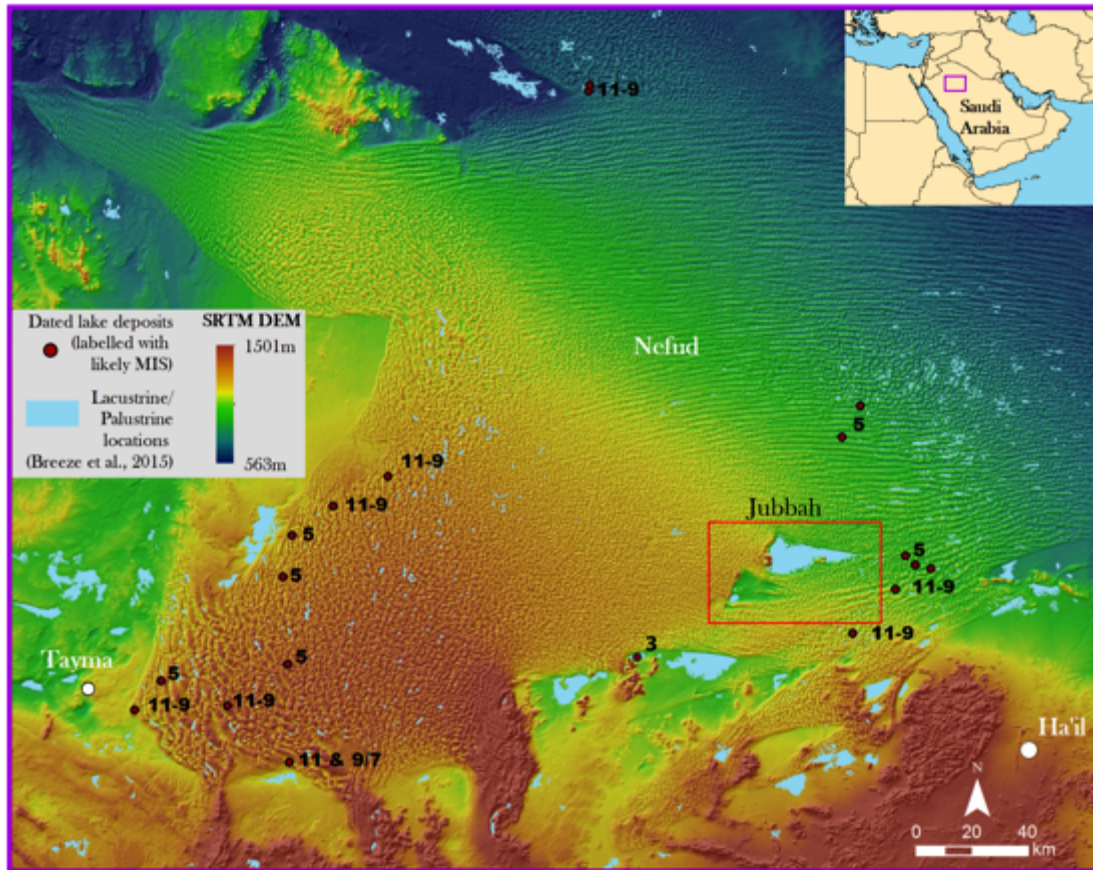 11-9
Saudi
Arabia
Dated lake deposits
(labelled with
likely MIS)
Lacustrine/
Palustrine
locations
(Breeze et al., 2015)
SRTM DEM
1501m
563m
Nefud
5
11-9
11-9
5
5
Jubbah
5
11-9
11-9
3
Tayma
5
5
11-9
11-9
11 & 9/7
Ha'il
N
0 20 40
km